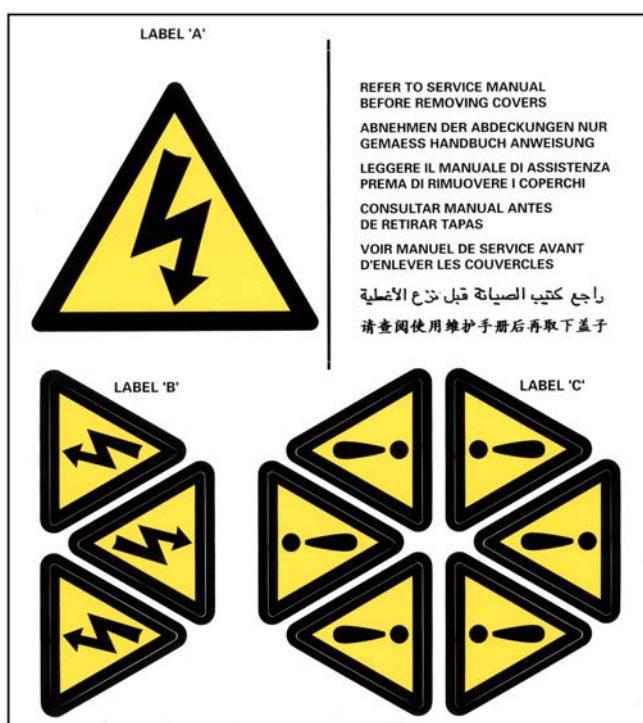 LABEL 'A'
REFER TO SERVICE MANUAL
BEFORE REMOVING COVERS
ABNEHMEN DER ABDECKUNGEN NUR
GEMAESS HANDBUCH ANWEISUNG
LEGGERE IL MANUALE DI ASSISTENZA
PREMA DI RIMUOVERE I COPERCHI
CONSULTAR MANUAL ANTES
DE RETIRAR TAPAS
VOIR MANUEL DE SERVICE AVANT
D'ENLEVER LES COUVERCLES
راجع كتيب الصيانة قبل نزع الأغطية
请查阅使用维护手册后再取下盖子
LABEL 'B'
LABEL 'C'